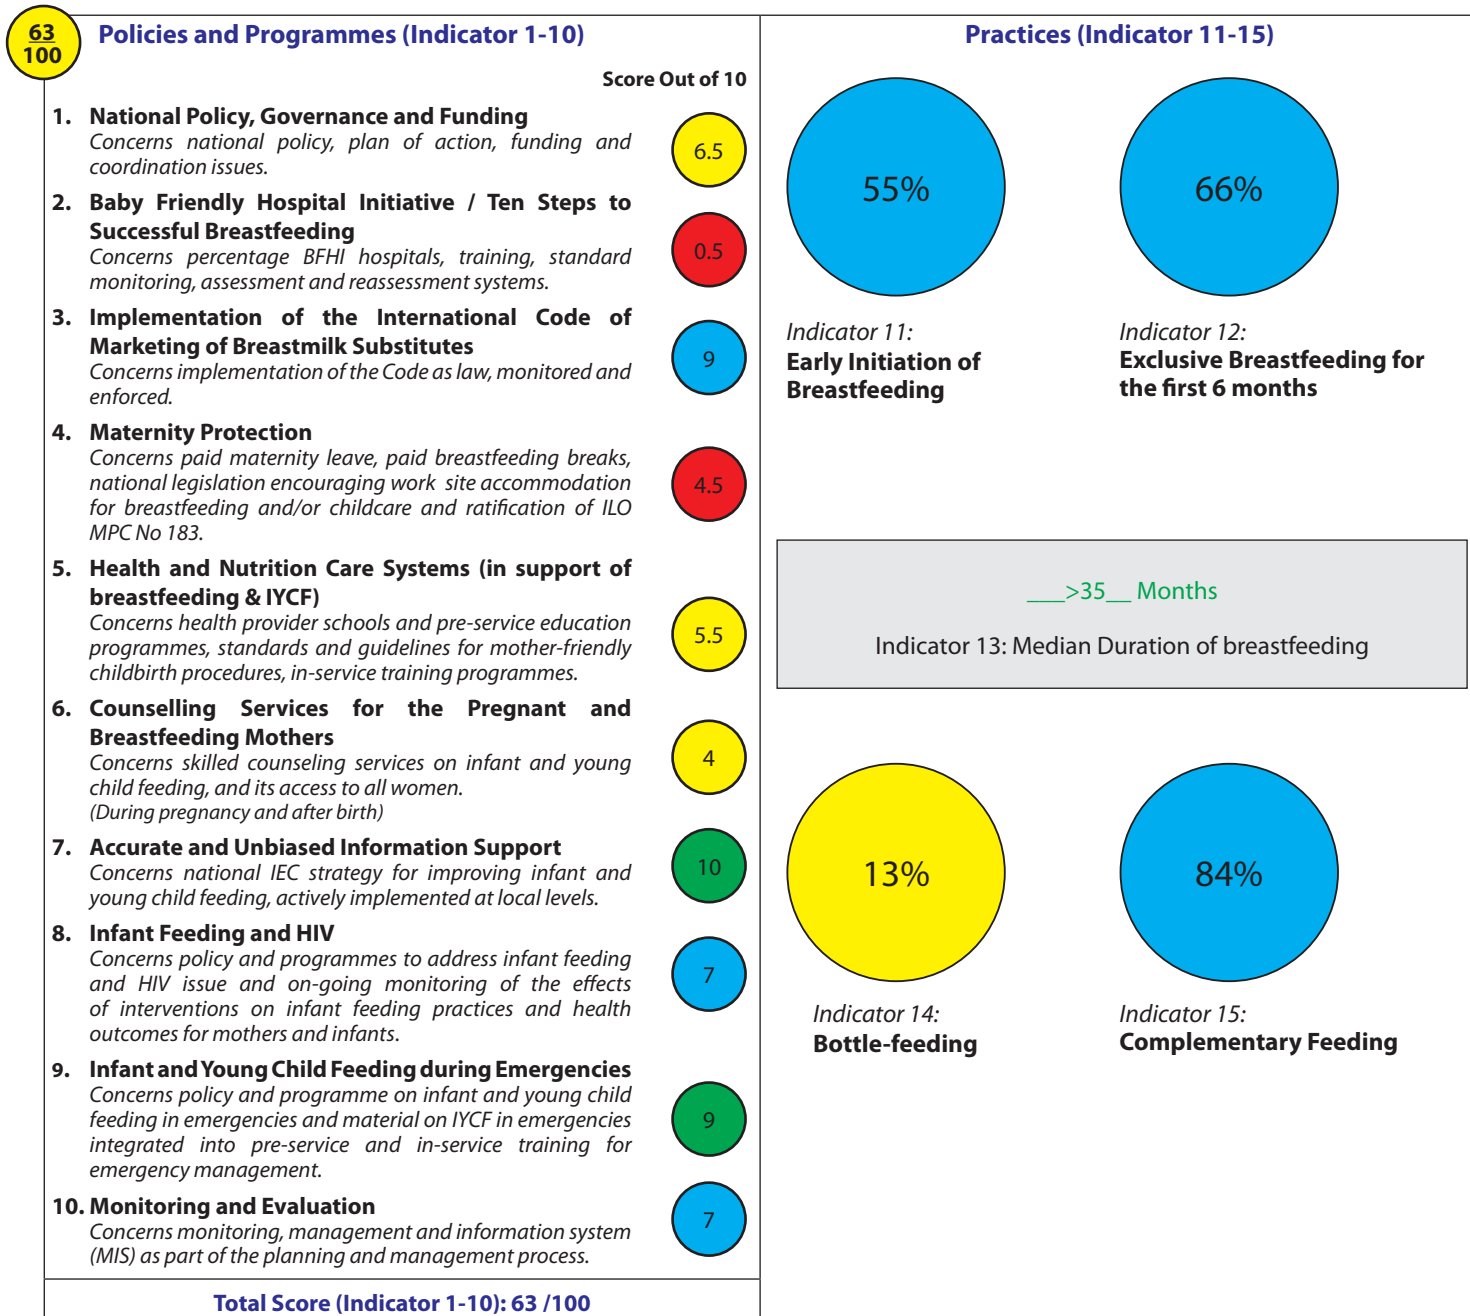 63
100
Policies and Programmes (Indicator 1-10)
Score Out of 10
1. National Policy, Governance and Funding
Concerns national policy, plan of action, funding and
coordination issues.
6.5
2. Baby Friendly Hospital Initiative / Ten Steps to
Successful Breastfeeding
Concerns percentage BFHI hospitals, training, standard
monitoring, assessment and reassessment systems.
0.5
3. Implementation of the International Code of
Marketing of Breastmilk Substitutes
Concerns implementation of the Code as law, monitored and
enforced.
9
4. Maternity Protection
Concerns paid maternity leave, paid breastfeeding breaks,
national legislation encouraging work site accommodation
for breastfeeding and/or childcare and ratification of ILO
MPC No 183.
4.5
5. Health and Nutrition Care Systems (in support of
breastfeeding & IYCF)
Concerns health provider schools and pre-service education
programmes, standards and guidelines for mother-friendly
childbirth procedures, in-service training programmes.
5.5
6. Counselling Services for the Pregnant and
Breastfeeding Mothers
Concerns skilled counseling services on infant and young
child feeding, and its access to all women.
(During pregnancy and after birth)
4
7. Accurate and Unbiased Information Support
Concerns national IEC strategy for improving infant and
young child feeding, actively implemented at local levels.
10
8. Infant Feeding and HIV
Concerns policy and programmes to address infant feeding
and HIV issue and on-going monitoring of the effects
of interventions on infant feeding practices and health
outcomes for mothers and infants.
7
9. Infant and Young Child Feeding during Emergencies
Concerns policy and programme on infant and young child
feeding in emergencies and material on IYCF in emergencies
integrated into pre-service and in-service training for
emergency management.
9
10. Monitoring and Evaluation
Concerns monitoring, management and information system
(MIS) as part of the planning and management process.
7
Total Score (Indicator 1-10): 63 /100
Practices (Indicator 11-15)
55%
Indicator 11:
Early Initiation of
Breastfeeding
66%
Indicator 12:
Exclusive Breastfeeding for
the first 6 months
___>35__ Months
Indicator 13: Median Duration of breastfeeding
13%
Indicator 14:
Bottle-feeding
84%
Indicator 15:
Complementary Feeding